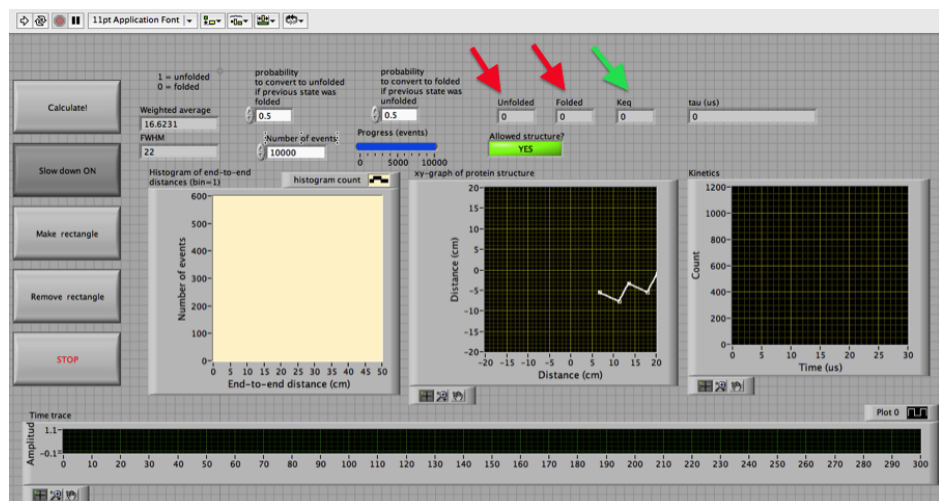 11pt Application Font
1 = unfolded
0 = folded
probability
to convert to unfolded
if previous state was
folded
0.5
probability
to convert to folded
if previous state was
unfolded
0.5
Unfolded
0
Folded
0
Keq
0
tau (us)
0
Calculate!
Weighted average
16.6231
FWHM
22
Number of events
10000
Progress (events)
0 5000 10000
Allowed structure?
YES
Slow down ON
Make rectangle
Remove rectangle
STOP
Histogram of end-to-end
distances (bin=1)
histogram count
600
500
400
300
200
100
0
Number of events
0 5 10 15 20 25 30 35 40 45 50
End-to-end distance (cm)
xy-graph of protein structure
20
15
10
5
0
-5
-10
-15
-20
Distance (cm)
-20 -15 -10 -5 0 5 10 15 20
Distance (cm)
Kinetics
1200
1000
800
600
400
200
0
Count
0 5 10 15 20 25 30
Time (us)
Time trace
Plot 0
Amplitud
1.1
-0.1
0 10 20 30 40 50 60 70 80 90 100 110 120 130 140 150 160 170 180 190 200 210 220 230 240 250 260 270 280 290 300